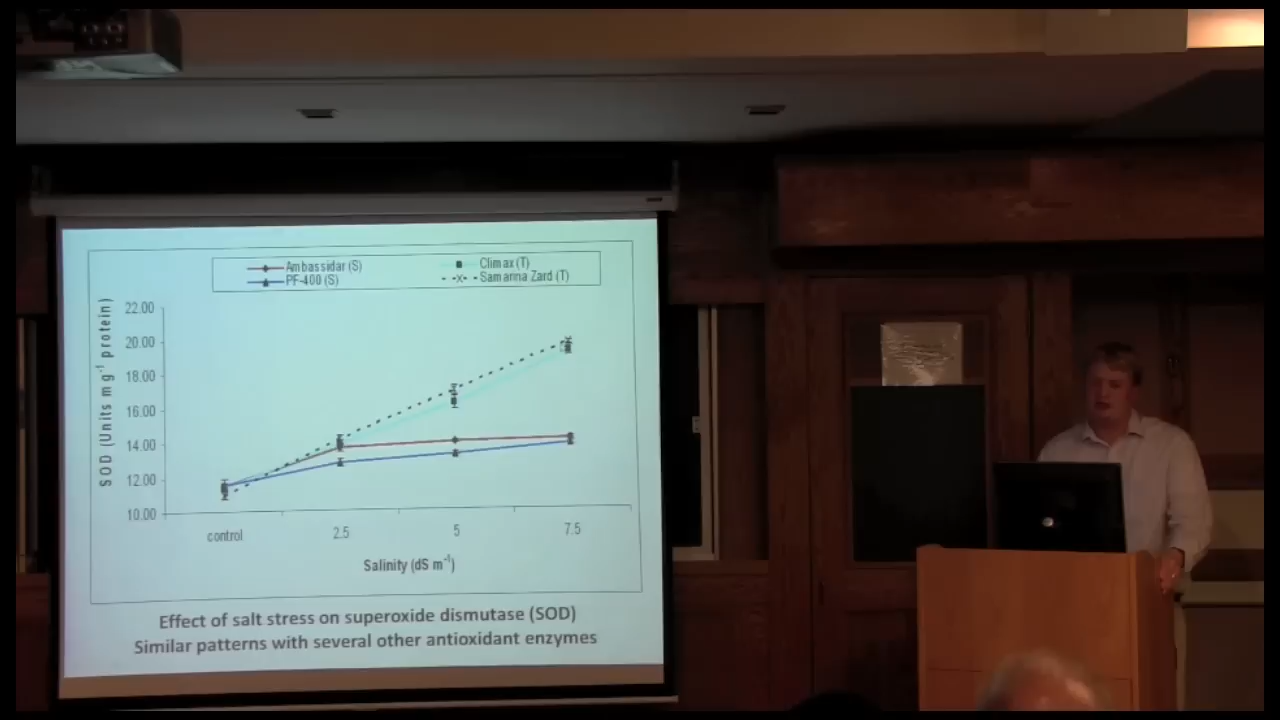 Ambassidar (S)
Climax (T)
PF-400 (S)
Samarina Zard (T)
SOD (Units mg⁻¹ protein)
22.00
20.00
18.00
16.00
14.00
12.00
10.00
control
2.5
5
7.5
Salinity (dS m⁻¹)
Effect of salt stress on superoxide dismutase (SOD)
Similar patterns with several other antioxidant enzymes